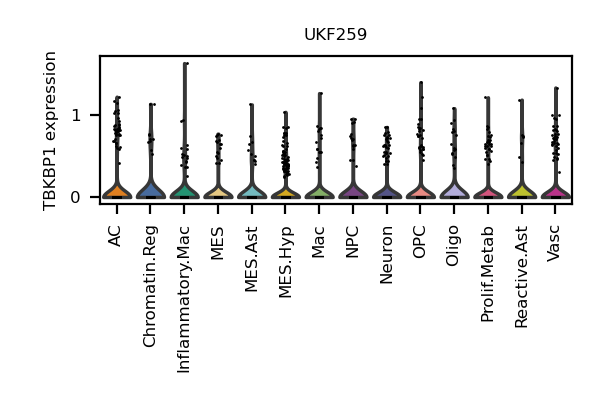 UKF259
TBKBP1 expression
1
0
AC
Chromatin.Reg
Inflammatory.Mac
MES
MES.Ast
MES.Hyp
Mac
NPC
Neuron
OPC
Oligo
Prolif.Metab
Reactive.Ast
Vasc